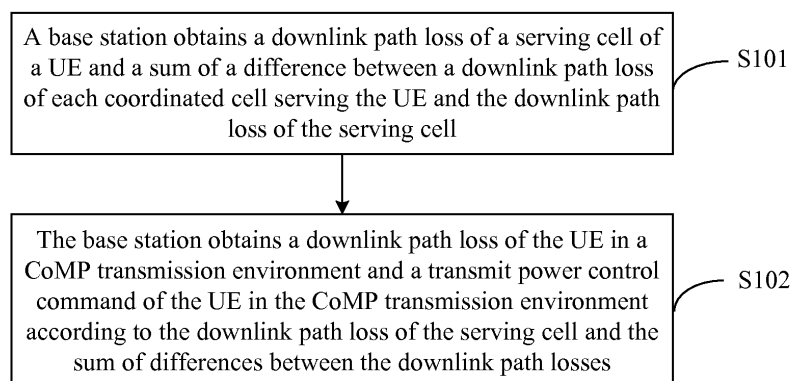 A base station obtains a downlink path loss of a serving cell of
a UE and a sum of a difference between a downlink path loss
of each coordinated cell serving the UE and the downlink path
loss of the serving cell
S101
The base station obtains a downlink path loss of the UE in a
CoMP transmission environment and a transmit power control
command of the UE in the CoMP transmission environment
according to the downlink path loss of the serving cell and the
sum of differences between the downlink path losses
S102